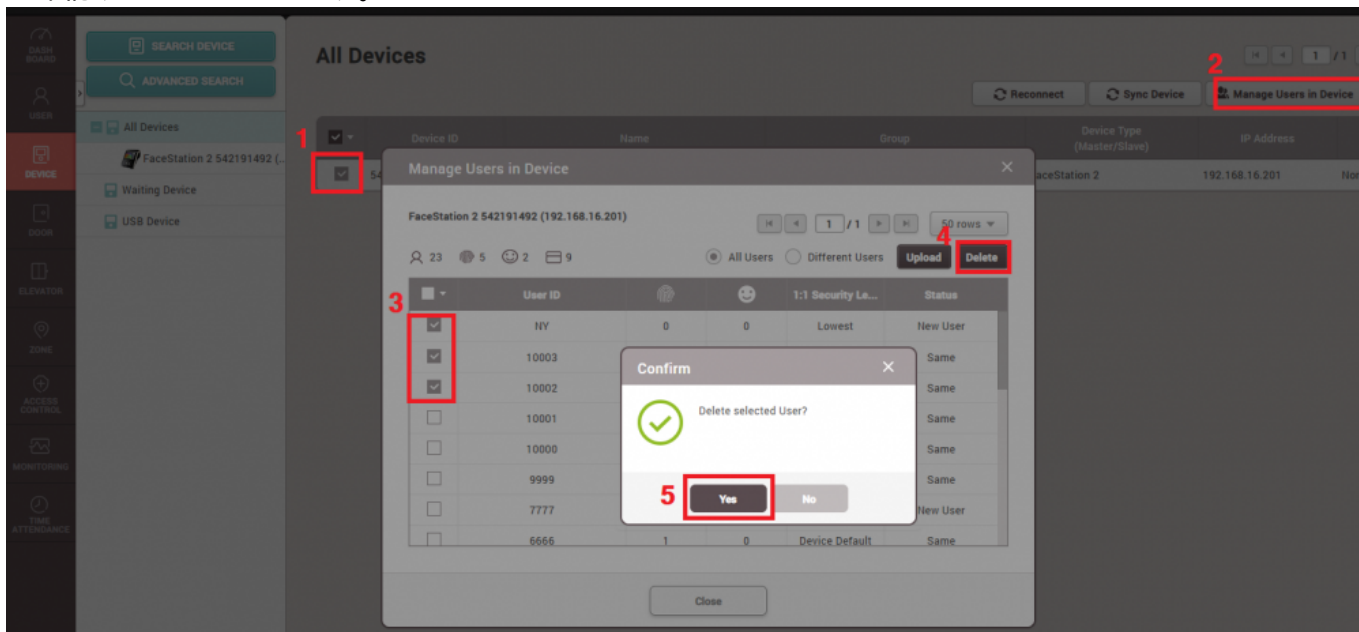 DASH
BOARD
USER
DEVICE
DOOR
ELEVATOR
ZONE
ACCESS
CONTROL
MONITORING
TIME
ATTENDANCE
SEARCH DEVICE
ADVANCED SEARCH
All Devices
FaceStation 2 542191492 (..
Waiting Device
USB Device
All Devices
1 / 1
2
Reconnect
Sync Device
Manage Users in Device
1
Device ID
Name
Group
Device Type
(Master/Slave)
IP Address
54
aceStation 2
192.168.16.201
Nor
Manage Users in Device
FaceStation 2 542191492 (192.168.16.201)
1 / 1
50 rows
4
23 5 2 9
All Users
Different Users
Upload
Delete
3
User ID
1:1 Security Le...
Status
NY 0 0 Lowest New User
10003 Same
10002 Same
10001 Same
10000 Same
9999 Same
7777 New User
6666 1 0 Device Default Same
Confirm
Delete selected User?
5
Yes
No
Close